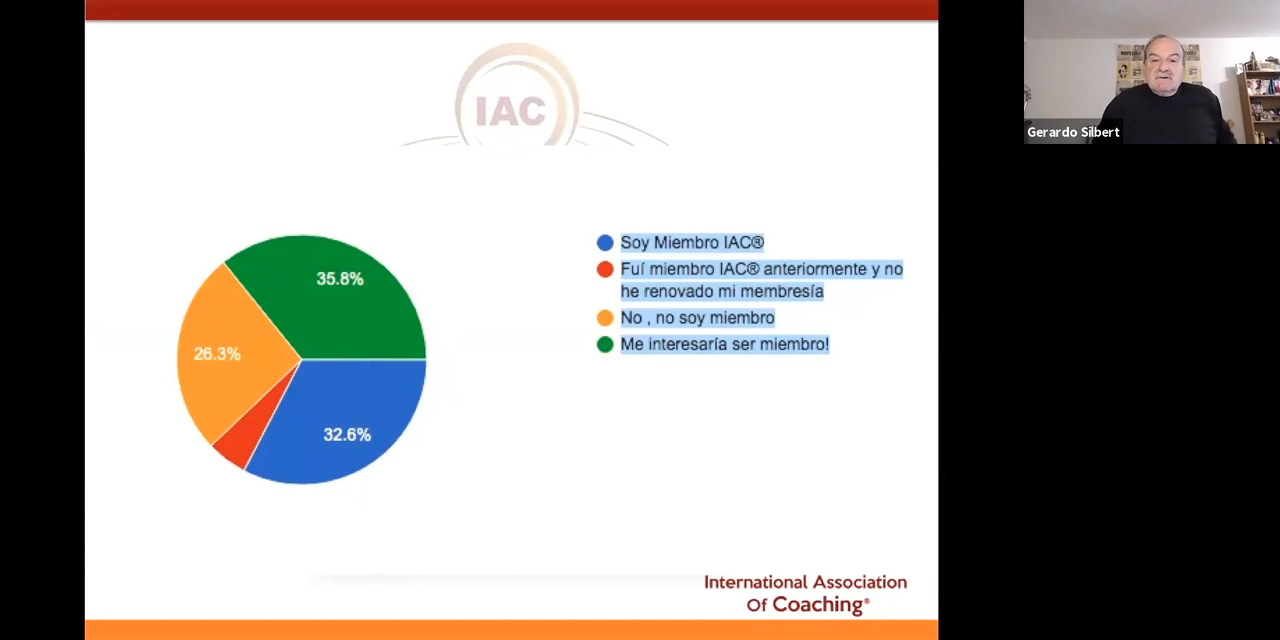 IAC
Gerardo Silbert
35.8%
26.3%
32.6%
Soy Miembro IAC®
Fuí miembro IAC® anteriormente y no
he renovado mi membresía
No , no soy miembro
Me interesaría ser miembro!
International Association
Of Coaching®